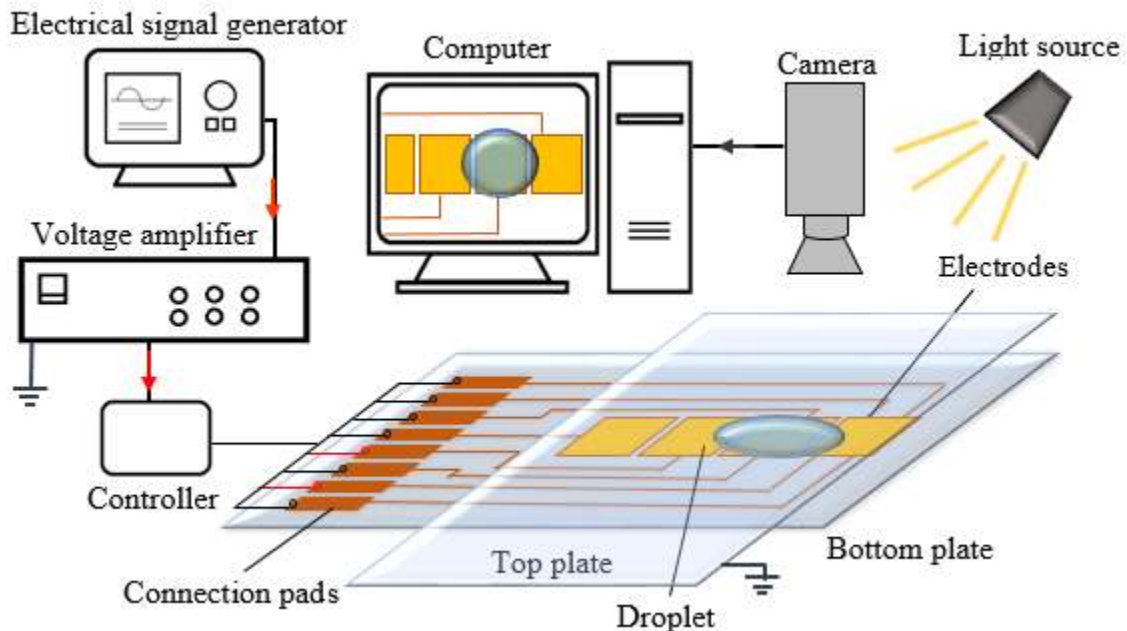 Electrical signal generator
Computer
Camera
Light source
Voltage amplifier
Electrodes
Controller
Connection pads
Top plate
Bottom plate
Droplet